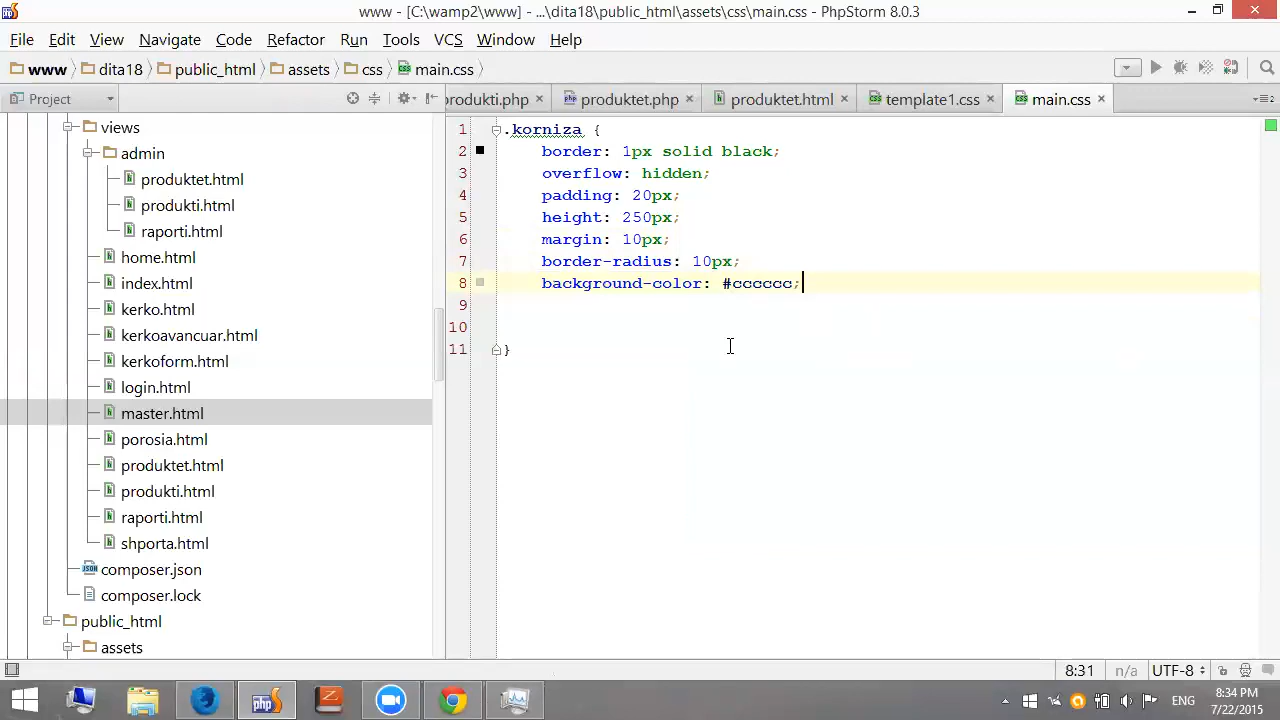 www - [C:\wamp2\www] - ...\dita18\public_html\assets\css\main.css - PhpStorm 8.0.3
File Edit View Navigate Code Refactor Run Tools VCS Window Help
www dita18 public_html assets css main.css
Project
produkti.php produktet.php produktet.html template1.css main.css
views
admin
produktet.html
produkti.html
raporti.html
home.html
index.html
kerko.html
kerkoavancuar.html
kerkoform.html
login.html
master.html
porosia.html
produktet.html
produkti.html
raporti.html
shporta.html
composer.json
composer.lock
public_html
assets
1 .korniza {
2 border: 1px solid black;
3 overflow: hidden;
4 padding: 20px;
5 height: 250px;
6 margin: 10px;
7 border-radius: 10px;
8 background-color: #cccccc;
9
10
11 }
8:31 n/a UTF-8
php
ENG
8:34 PM
7/22/2015